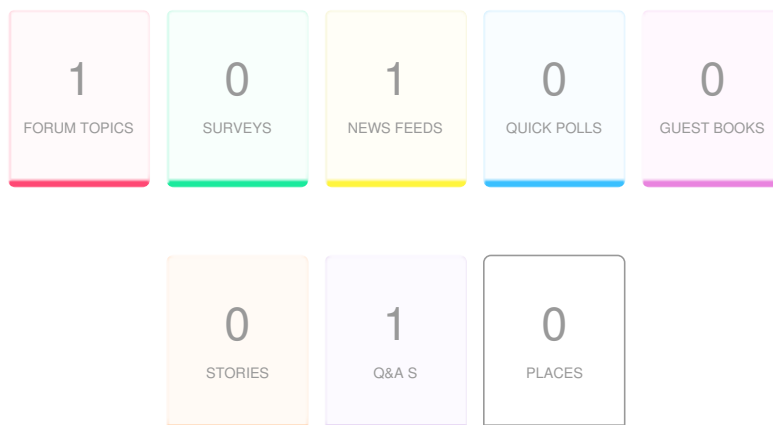 1 0 1 0 0
FORUM TOPICS SURVEYS NEWS FEEDS QUICK POLLS GUEST BOOKS
0 1 0
STORIES Q&A S PLACES